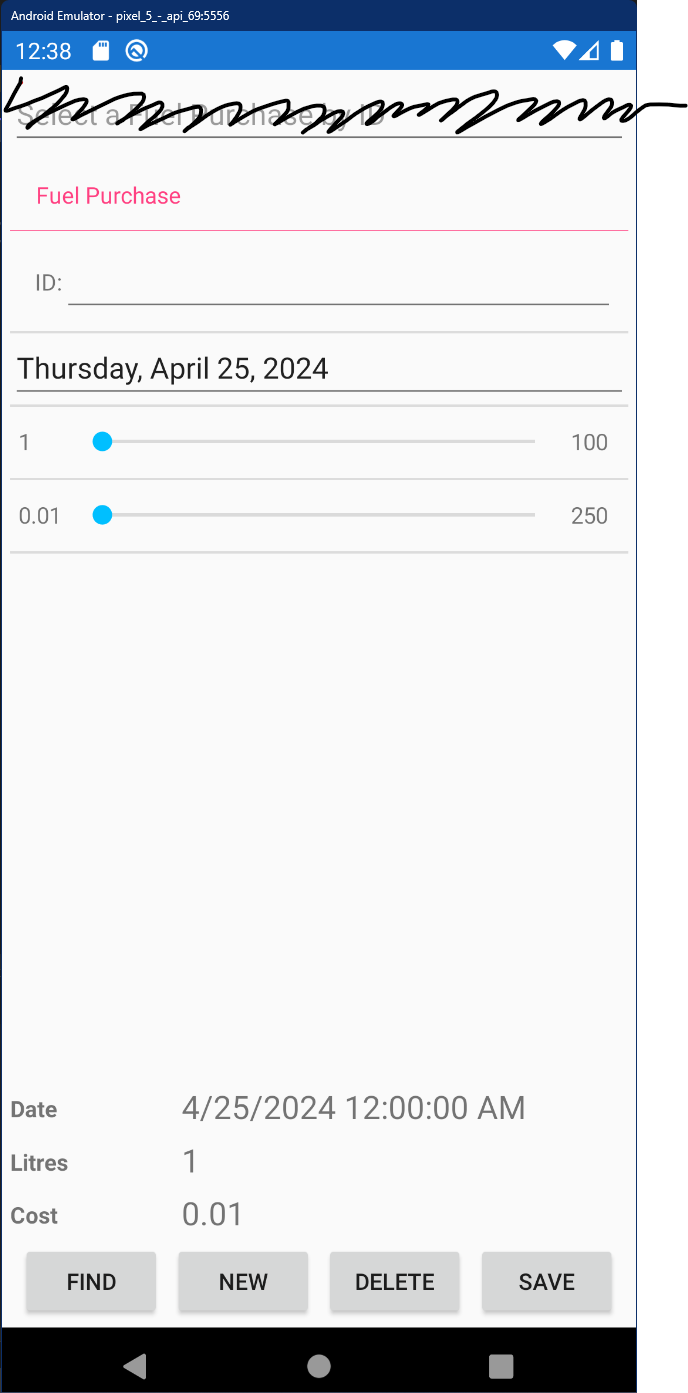 Android Emulator - pixel_5_-_api_69:5556
12:38
Select a Fuel Purchase by ID
Fuel Purchase
ID:
Thursday, April 25, 2024
1 100
0.01 250
Date 4/25/2024 12:00:00 AM
Litres 1
Cost 0.01
FIND NEW DELETE SAVE